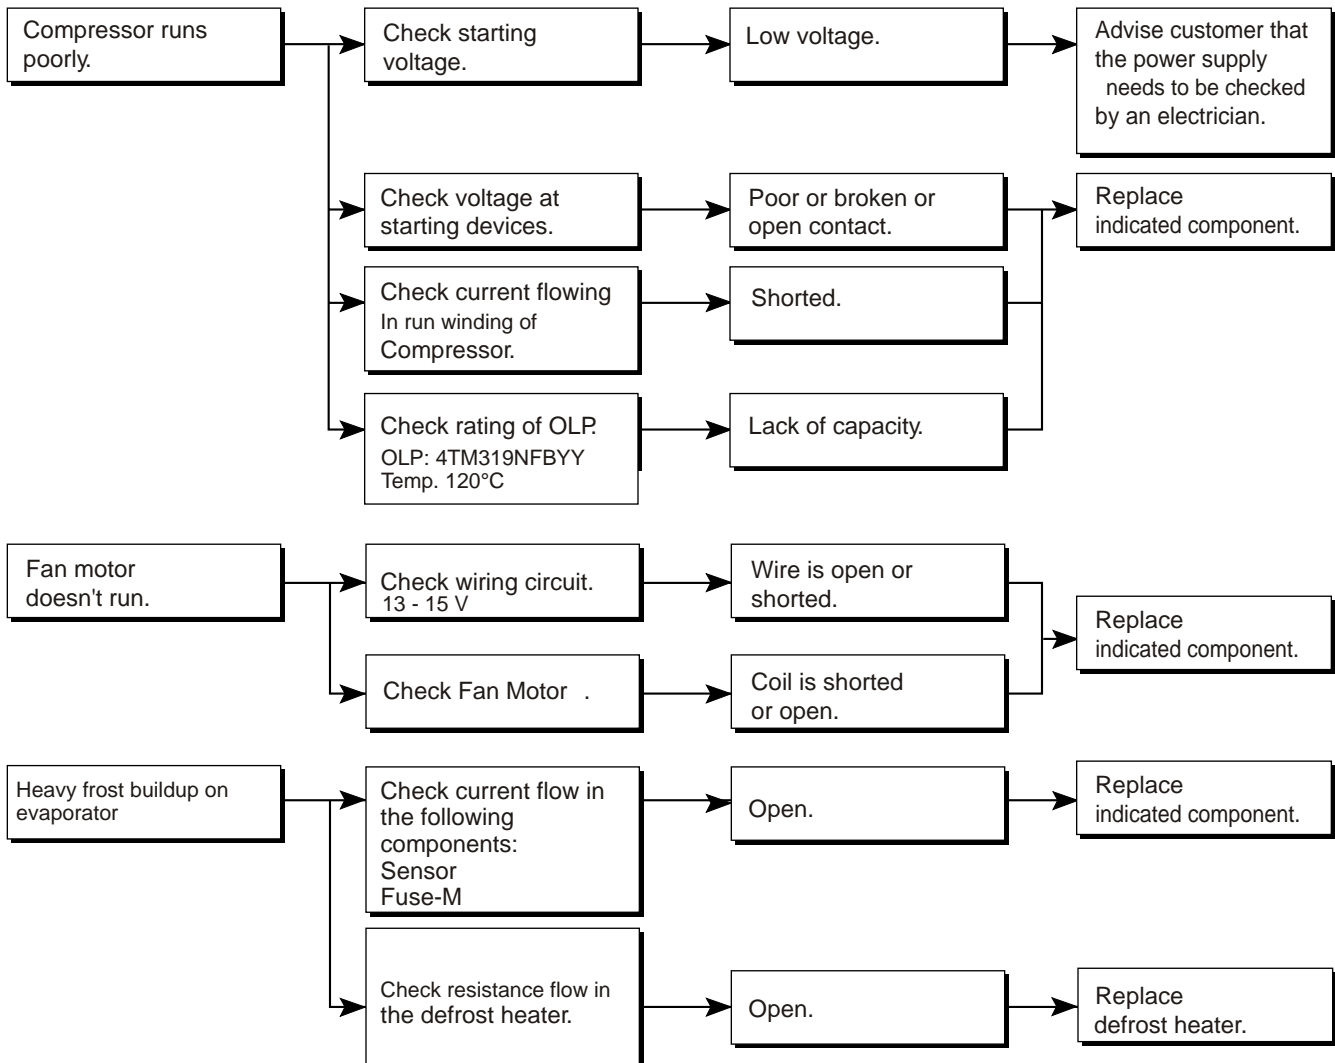 Compressor runs
poorly.
Check starting
voltage.
Low voltage.
Advise customer that
the power supply
needs to be checked
by an electrician.
Check voltage at
starting devices.
Poor or broken or
open contact.
Replace
indicated component.
Check current flowing
In run winding of
Compressor.
Shorted.
Check rating of OLP.
OLP: 4TM319NFBYY
Temp. 120°C
Lack of capacity.
Fan motor
doesn't run.
Check wiring circuit.
13 - 15 V
Wire is open or
shorted.
Replace
indicated component.
Check Fan Motor .
Coil is shorted
or open.
Heavy frost buildup on
evaporator
Check current flow in
the following
components:
Sensor
Fuse-M
Open.
Replace
indicated component.
Check resistance flow in
the defrost heater.
Open.
Replace
defrost heater.